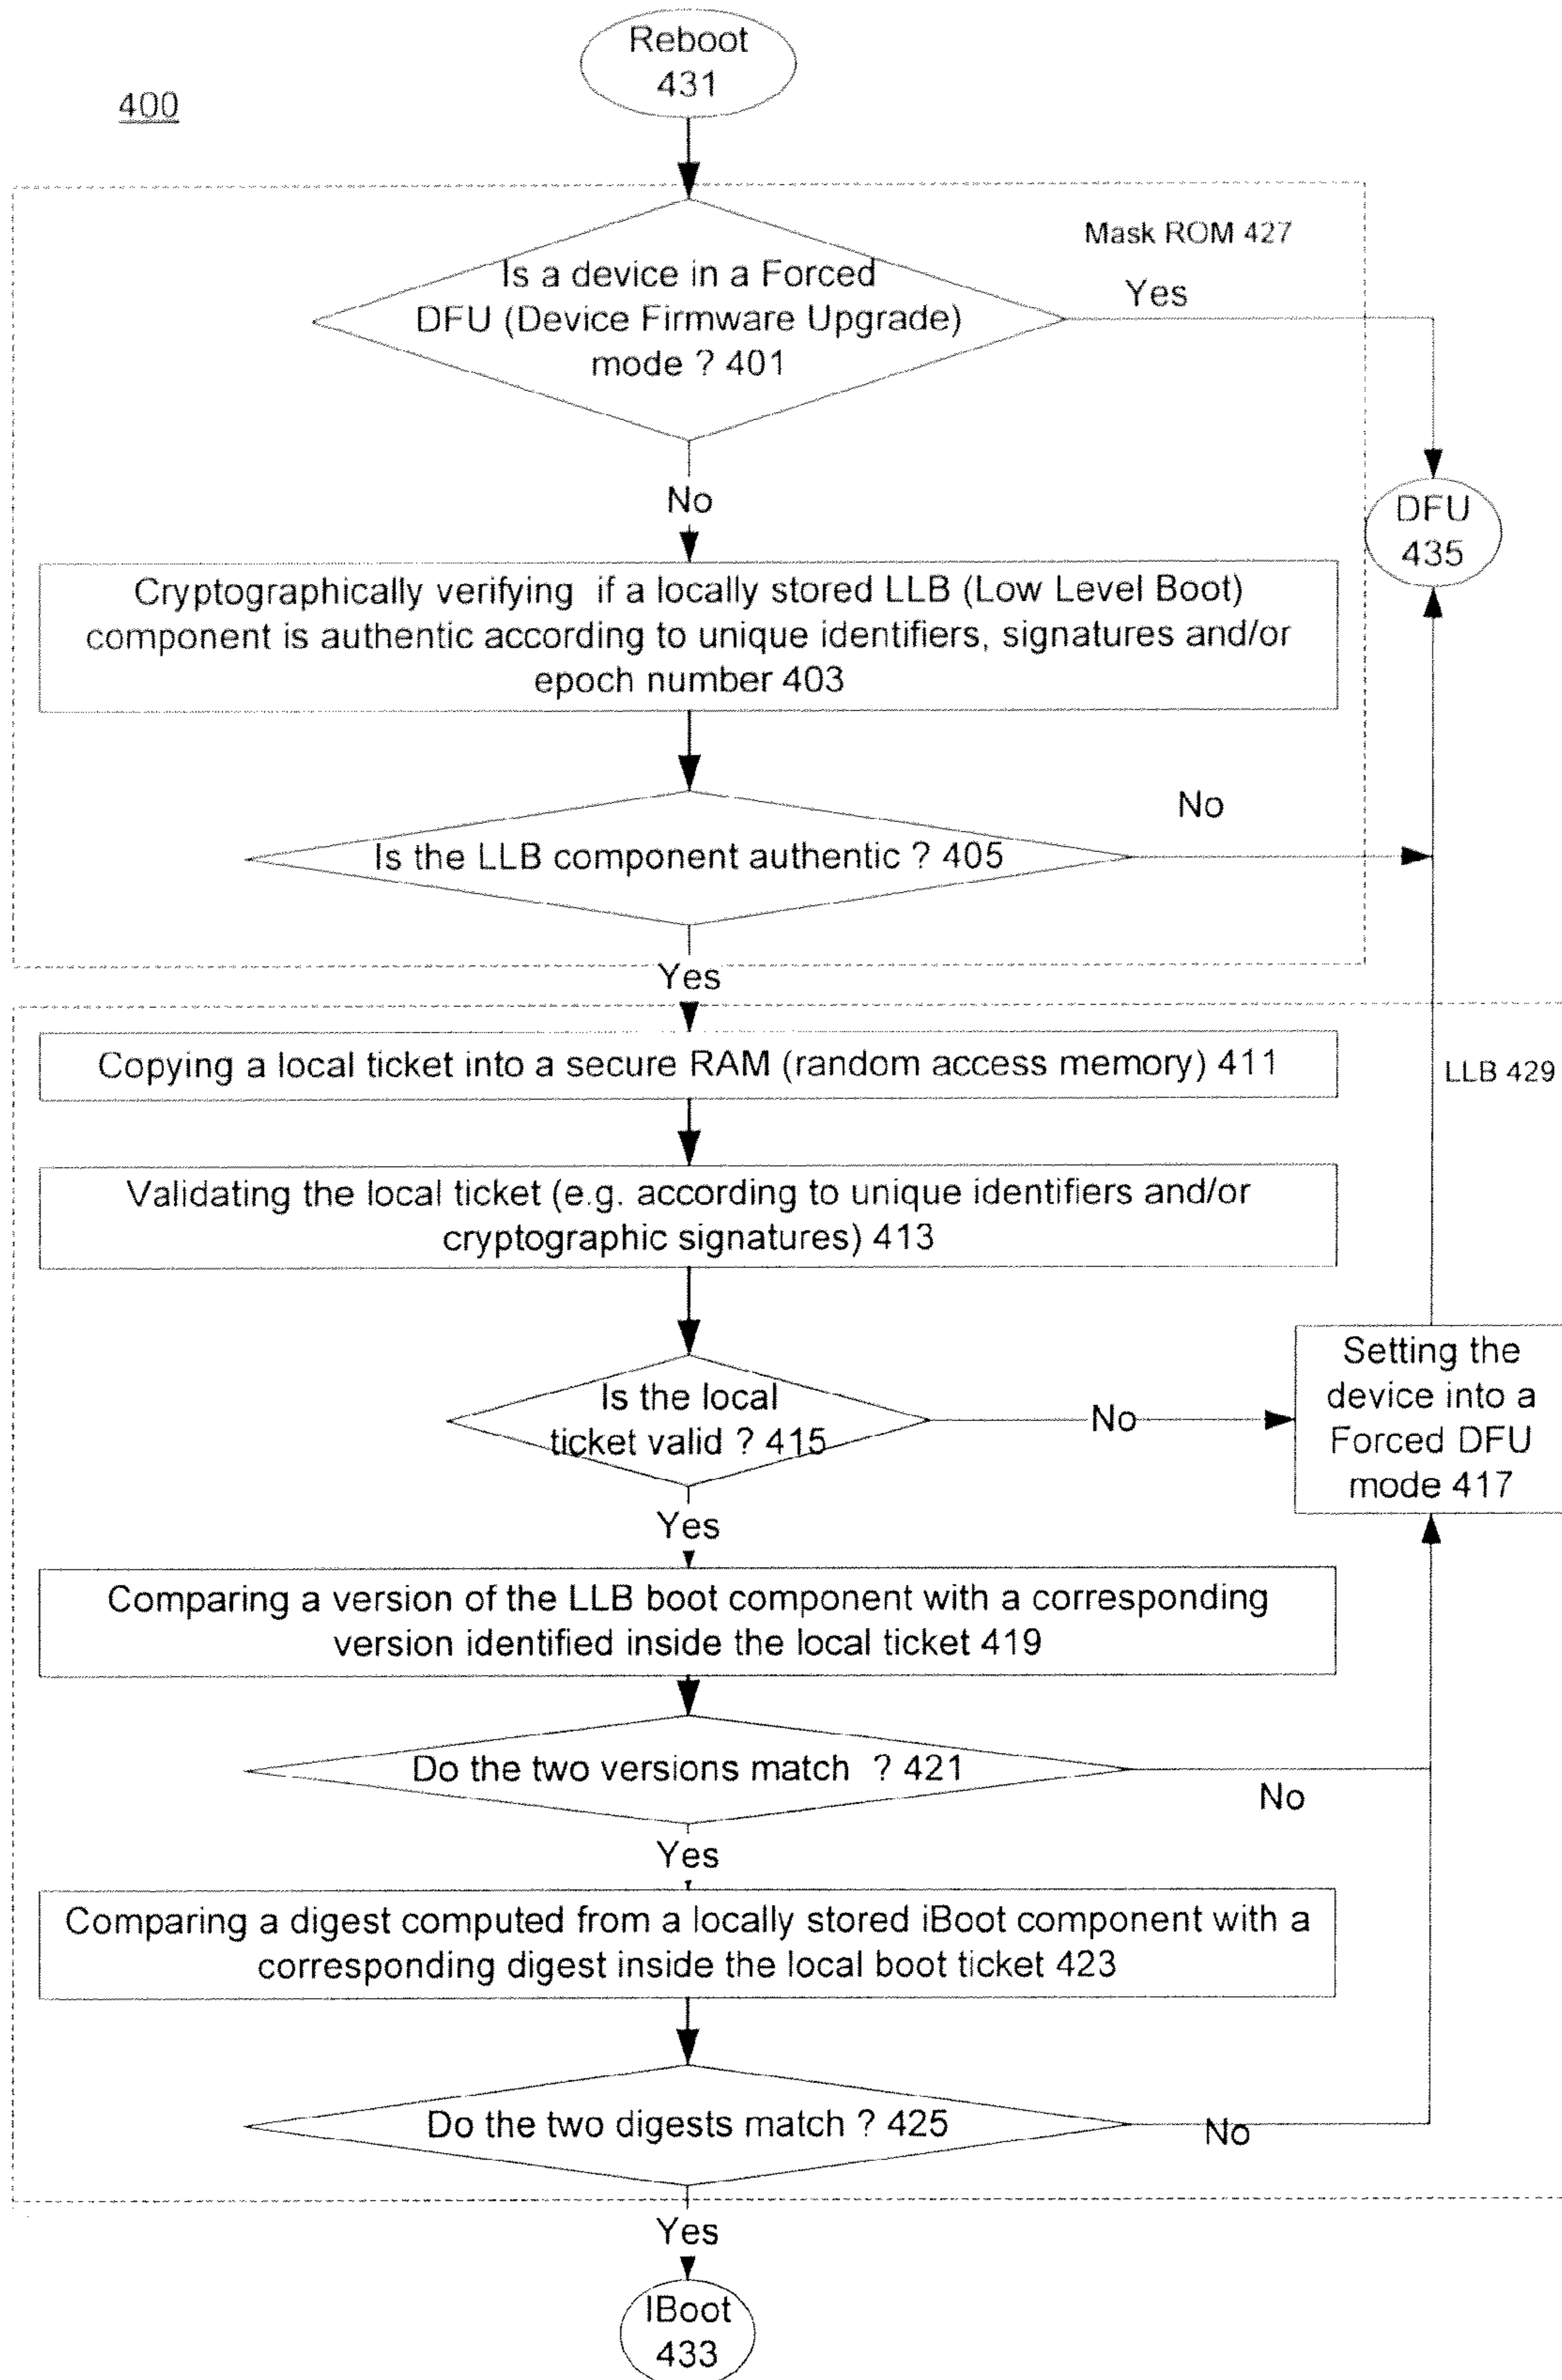 Reboot
431
400
Mask ROM 427
Is a device in a Forced
DFU (Device Firmware Upgrade)
mode ? 401
Yes
No
DFU
435
Cryptographically verifying if a locally stored LLB (Low Level Boot)
component is authentic according to unique identifiers, signatures and/or
epoch number 403
No
Is the LLB component authentic ? 405
Yes
Copying a local ticket into a secure RAM (random access memory) 411
LLB 429
Validating the local ticket (e.g. according to unique identifiers and/or
cryptographic signatures) 413
Is the local
ticket valid ? 415
No
Setting the
device into a
Forced DFU
mode 417
Yes
Comparing a version of the LLB boot component with a corresponding
version identified inside the local ticket 419
Do the two versions match ? 421
No
Yes
Comparing a digest computed from a locally stored iBoot component with a
corresponding digest inside the local boot ticket 423
Do the two digests match ? 425
No
Yes
IBoot
433